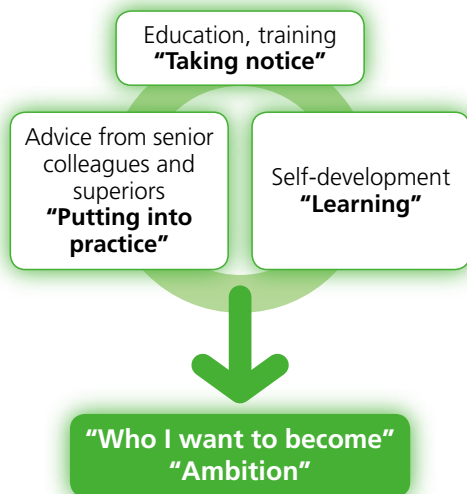 Education, training
“Taking notice”
Advice from senior
colleagues and
superiors
“Putting into
practice”
Self-development
“Learning”
“Who I want to become”
“Ambition”